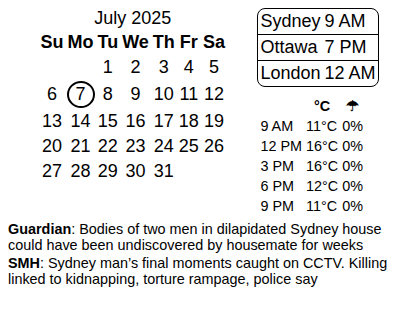 July 2025
Su Mo Tu We Th Fr Sa
1 2 3 4 5
6 7 8 9 10 11 12
13 14 15 16 17 18 19
20 21 22 23 24 25 26
27 28 29 30 31
Sydney 9 AM
Ottawa 7 PM
London 12 AM
°C ☂
9 AM 11°C 0%
12 PM 16°C 0%
3 PM 16°C 0%
6 PM 12°C 0%
9 PM 11°C 0%
Guardian: Bodies of two men in dilapidated Sydney house
could have been undiscovered by housemate for weeks
SMH: Sydney man’s final moments caught on CCTV. Killing
linked to kidnapping, torture rampage, police say